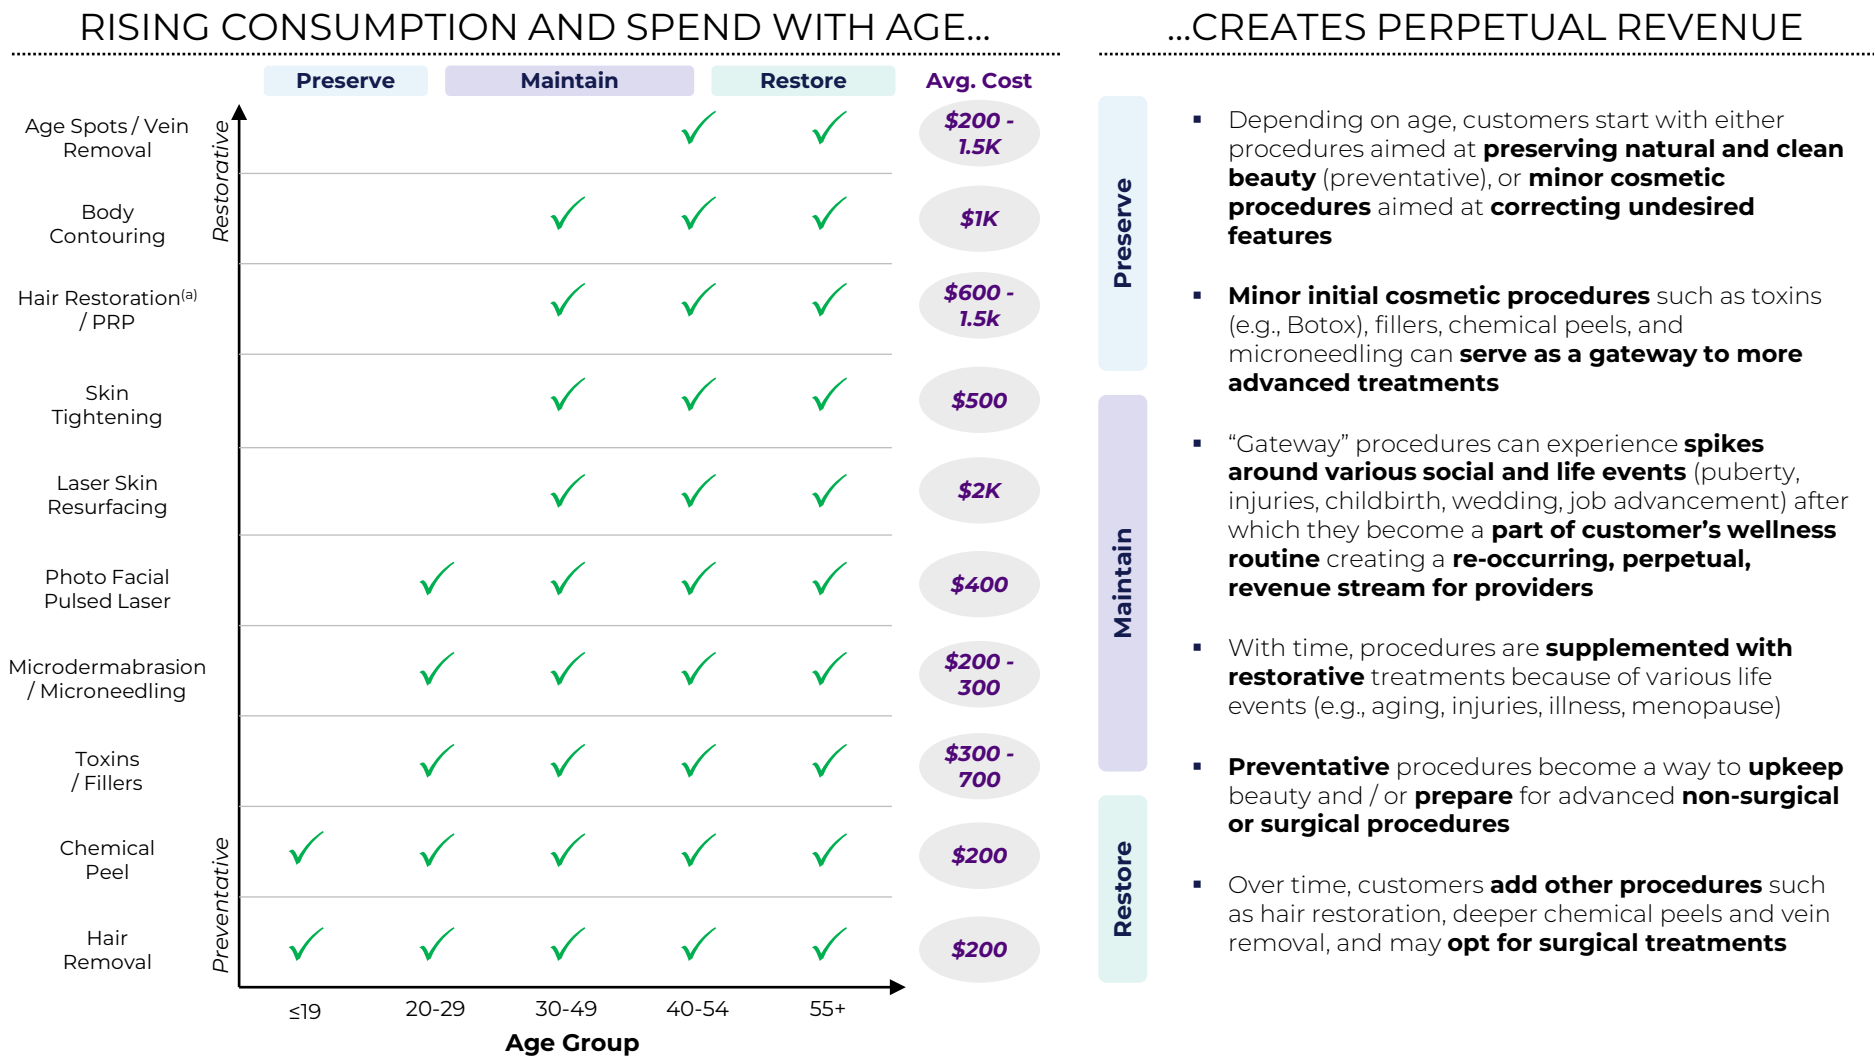 RISING CONSUMPTION AND SPEND WITH AGE...
Preserve
Maintain
Restore
Avg. Cost
Restorative
Preventative
Age Spots / Vein
Removal
$200 -
1.5K
Body
Contouring
$1K
Hair Restoration(a)
/ PRP
$600 -
1.5k
Skin
Tightening
$500
Laser Skin
Resurfacing
$2K
Photo Facial
Pulsed Laser
$400
Microdermabrasion
/ Microneedling
$200 -
300
Toxins
/ Fillers
$300 -
700
Chemical
Peel
$200
Hair
Removal
$200
≤19
20-29
30-49
40-54
55+
Age Group
...CREATES PERPETUAL REVENUE
Preserve
▪ Depending on age, customers start with either
procedures aimed at preserving natural and clean
beauty (preventative), or minor cosmetic
procedures aimed at correcting undesired
features
▪ Minor initial cosmetic procedures such as toxins
(e.g., Botox), fillers, chemical peels, and
microneedling can serve as a gateway to more
advanced treatments
Maintain
▪ “Gateway” procedures can experience spikes
around various social and life events (puberty,
injuries, childbirth, wedding, job advancement) after
which they become a part of customer’s wellness
routine creating a re-occurring, perpetual,
revenue stream for providers
▪ With time, procedures are supplemented with
restorative treatments because of various life
events (e.g., aging, injuries, illness, menopause)
▪ Preventative procedures become a way to upkeep
beauty and / or prepare for advanced non-surgical
or surgical procedures
Restore
▪ Over time, customers add other procedures such
as hair restoration, deeper chemical peels and vein
removal, and may opt for surgical treatments